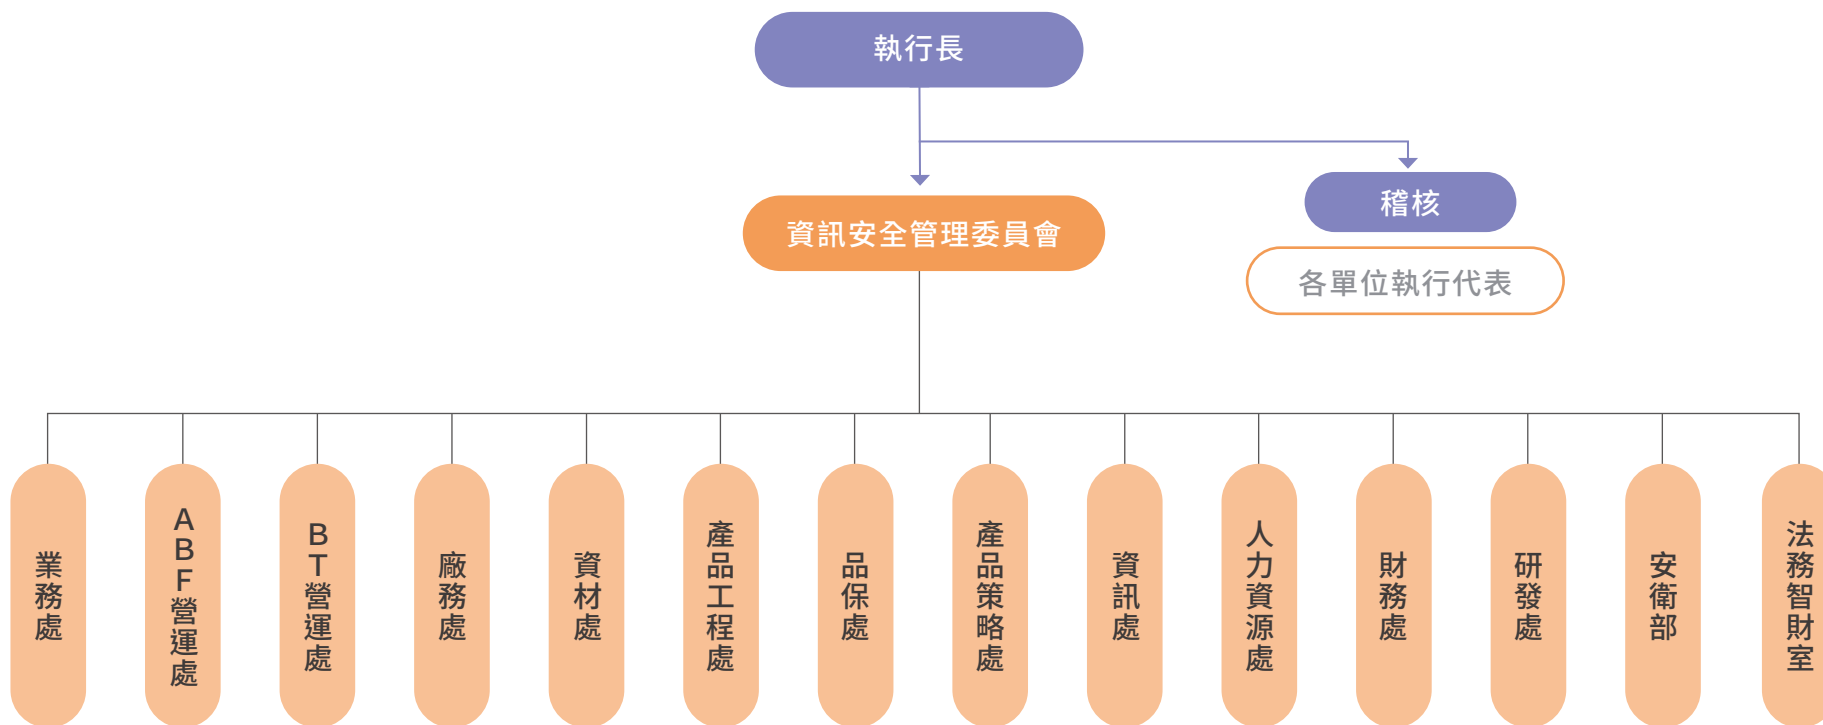 執行長
稽核
資訊安全管理委員會
各單位執行代表
業務處
ABF營運處
BT營運處
廠務處
資材處
產品工程處
品保處
產品策略處
資訊處
人力資源處
財務處
研發處
安衛部
法務智財室